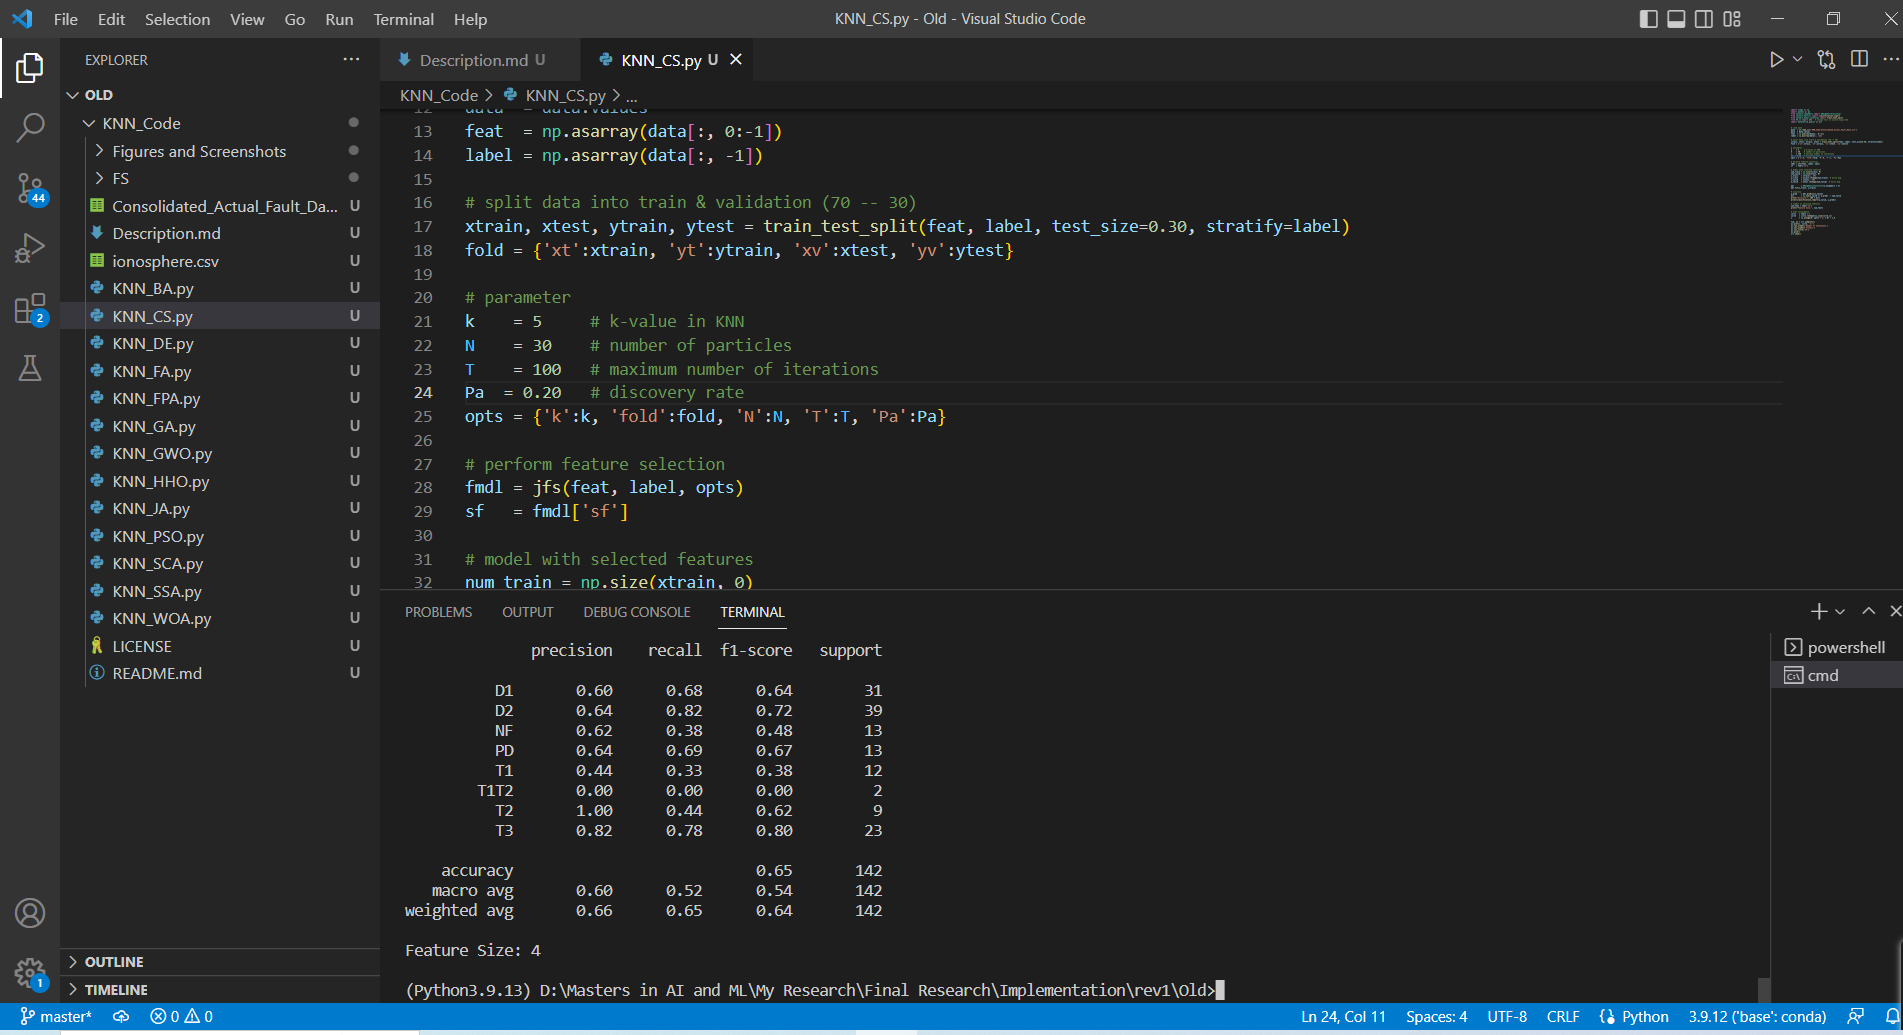 File Edit Selection View Go Run Terminal Help KNN_CS.py - Old - Visual Studio Code
EXPLORER
OLD
KNN_Code
Figures and Screenshots
FS
Consolidated_Actual_Fault_Da... U
Description.md U
ionosphere.csv U
KNN_BA.py U
KNN_CS.py U
KNN_DE.py U
KNN_FA.py U
KNN_FPA.py U
KNN_GA.py U
KNN_GWO.py U
KNN_HHO.py U
KNN_JA.py U
KNN_PSO.py U
KNN_SCA.py U
KNN_SSA.py U
KNN_WOA.py U
LICENSE U
README.md U
OUTLINE
TIMELINE
44
2
1
Description.md U KNN_CS.py U
KNN_Code > KNN_CS.py > ...
12 data = data.values
13 feat = np.asarray(data[:, 0:-1])
14 label = np.asarray(data[:, -1])
15
16 # split data into train & validation (70 -- 30)
17 xtrain, xtest, ytrain, ytest = train_test_split(feat, label, test_size=0.30, stratify=label)
18 fold = {'xt':xtrain, 'yt':ytrain, 'xv':xtest, 'yv':ytest}
19
20 # parameter
21 k = 5 # k-value in KNN
22 N = 30 # number of particles
23 T = 100 # maximum number of iterations
24 Pa = 0.20 # discovery rate
25 opts = {'k':k, 'fold':fold, 'N':N, 'T':T, 'Pa':Pa}
26
27 # perform feature selection
28 fmdl = jfs(feat, label, opts)
29 sf = fmdl['sf']
30
31 # model with selected features
32 num_train = np.size(xtrain, 0)
PROBLEMS OUTPUT DEBUG CONSOLE TERMINAL
precision recall f1-score support
D1 0.60 0.68 0.64 31
D2 0.64 0.82 0.72 39
NF 0.62 0.38 0.48 13
PD 0.64 0.69 0.67 13
T1 0.44 0.33 0.38 12
T1T2 0.00 0.00 0.00 2
T2 1.00 0.44 0.62 9
T3 0.82 0.78 0.80 23
accuracy 0.65 142
macro avg 0.60 0.52 0.54 142
weighted avg 0.66 0.65 0.64 142
Feature Size: 4
(Python3.9.13) D:\Masters in AI and ML\My Research\Final Research\Implementation\rev1\Old>
powershell
cmd
master* 0 0 Ln 24, Col 11 Spaces: 4 UTF-8 CRLF Python 3.9.12 ('base': conda)